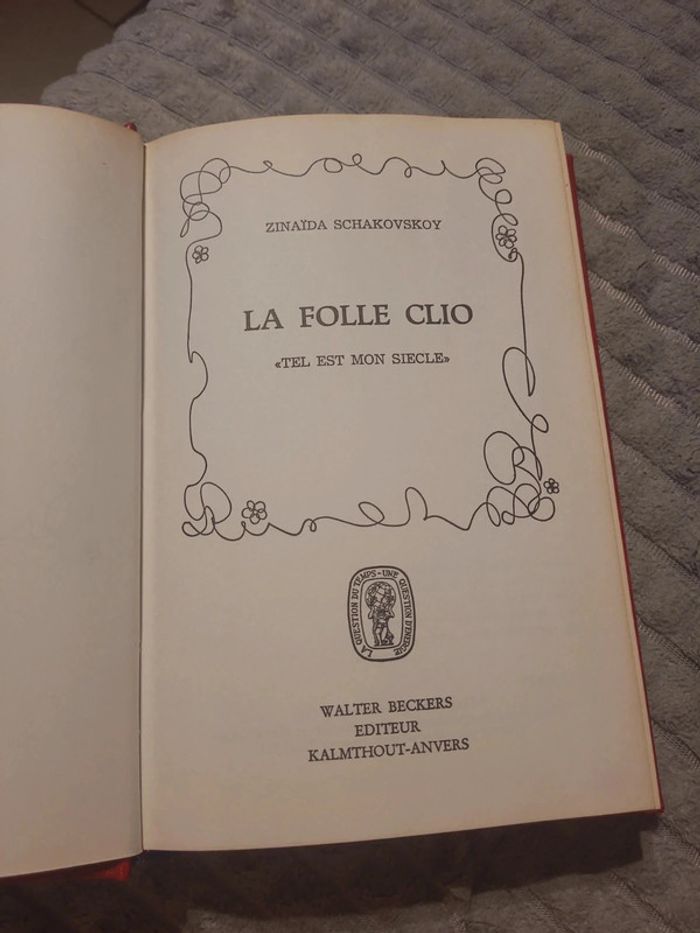 ZINAÏDA SCHAKOVSKOY
LA FOLLE CLIO
«TEL EST MON SIECLE»
LA QUESTION DU TEMPS - UNE QUESTION D'ENERGIE
WALTER BECKERS
EDITEUR
KALMTHOUT-ANVERS